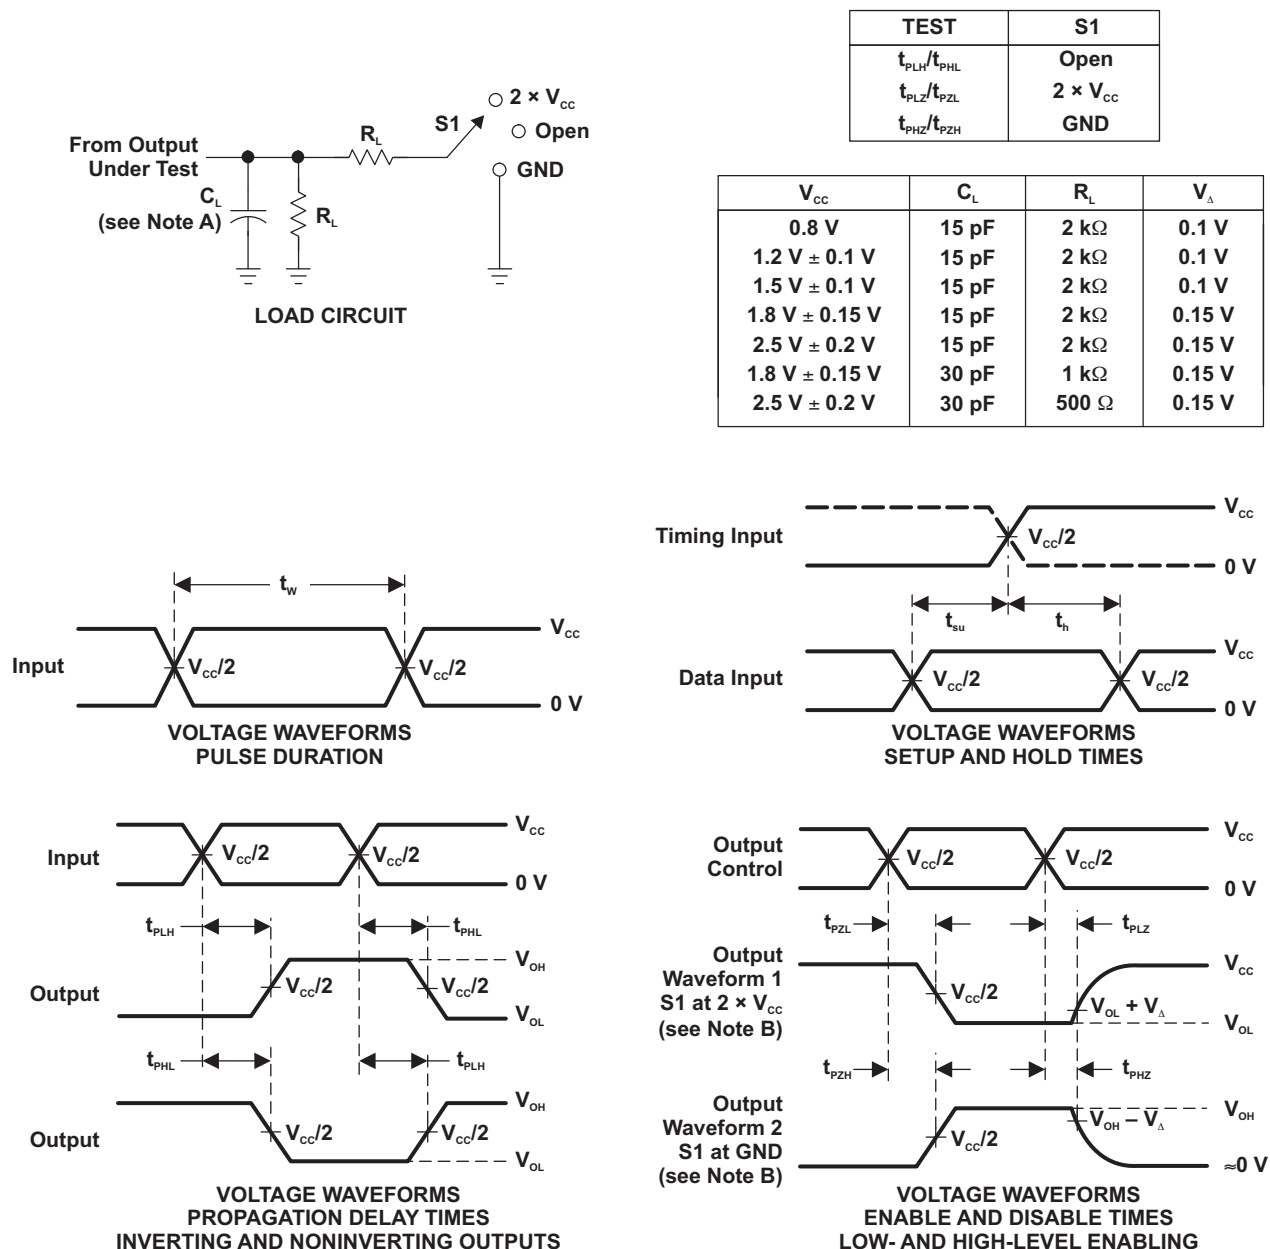 TEST S1
tPLH/tPHL Open
tPLZ/tPZL 2 × VCC
tPHZ/tPZH GND
2 × VCC
S1
Open
RL
From Output
Under Test
GND
CL
(see Note A)
RL
LOAD CIRCUIT
VCC CL RL VΔ
0.8 V 15 pF 2 kΩ 0.1 V
1.2 V ± 0.1 V 15 pF 2 kΩ 0.1 V
1.5 V ± 0.1 V 15 pF 2 kΩ 0.1 V
1.8 V ± 0.15 V 15 pF 2 kΩ 0.15 V
2.5 V ± 0.2 V 15 pF 2 kΩ 0.15 V
1.8 V ± 0.15 V 30 pF 1 kΩ 0.15 V
2.5 V ± 0.2 V 30 pF 500 Ω 0.15 V
tW
VCC
Input
VCC/2
VCC/2
0 V
VOLTAGE WAVEFORMS
PULSE DURATION
VCC
Timing Input
VCC/2
0 V
tsu
th
VCC
Data Input
VCC/2
VCC/2
0 V
VOLTAGE WAVEFORMS
SETUP AND HOLD TIMES
VCC
Input
VCC/2
VCC/2
0 V
tPLH
tPHL
VOH
Output
VCC/2
VCC/2
VOL
tPHL
tPLH
VOH
Output
VCC/2
VCC/2
VOL
VOLTAGE WAVEFORMS
PROPAGATION DELAY TIMES
INVERTING AND NONINVERTING OUTPUTS
VCC
Output
Control
VCC/2
VCC/2
0 V
tPZL
tPLZ
Output
Waveform 1
S1 at 2 × VCC
(see Note B)
VCC
VCC/2
VOL + VΔ
VOL
tPZH
tPHZ
Output
Waveform 2
S1 at GND
(see Note B)
VOH
VCC/2
VOH – VΔ
≈0 V
VOLTAGE WAVEFORMS
ENABLE AND DISABLE TIMES
LOW- AND HIGH-LEVEL ENABLING